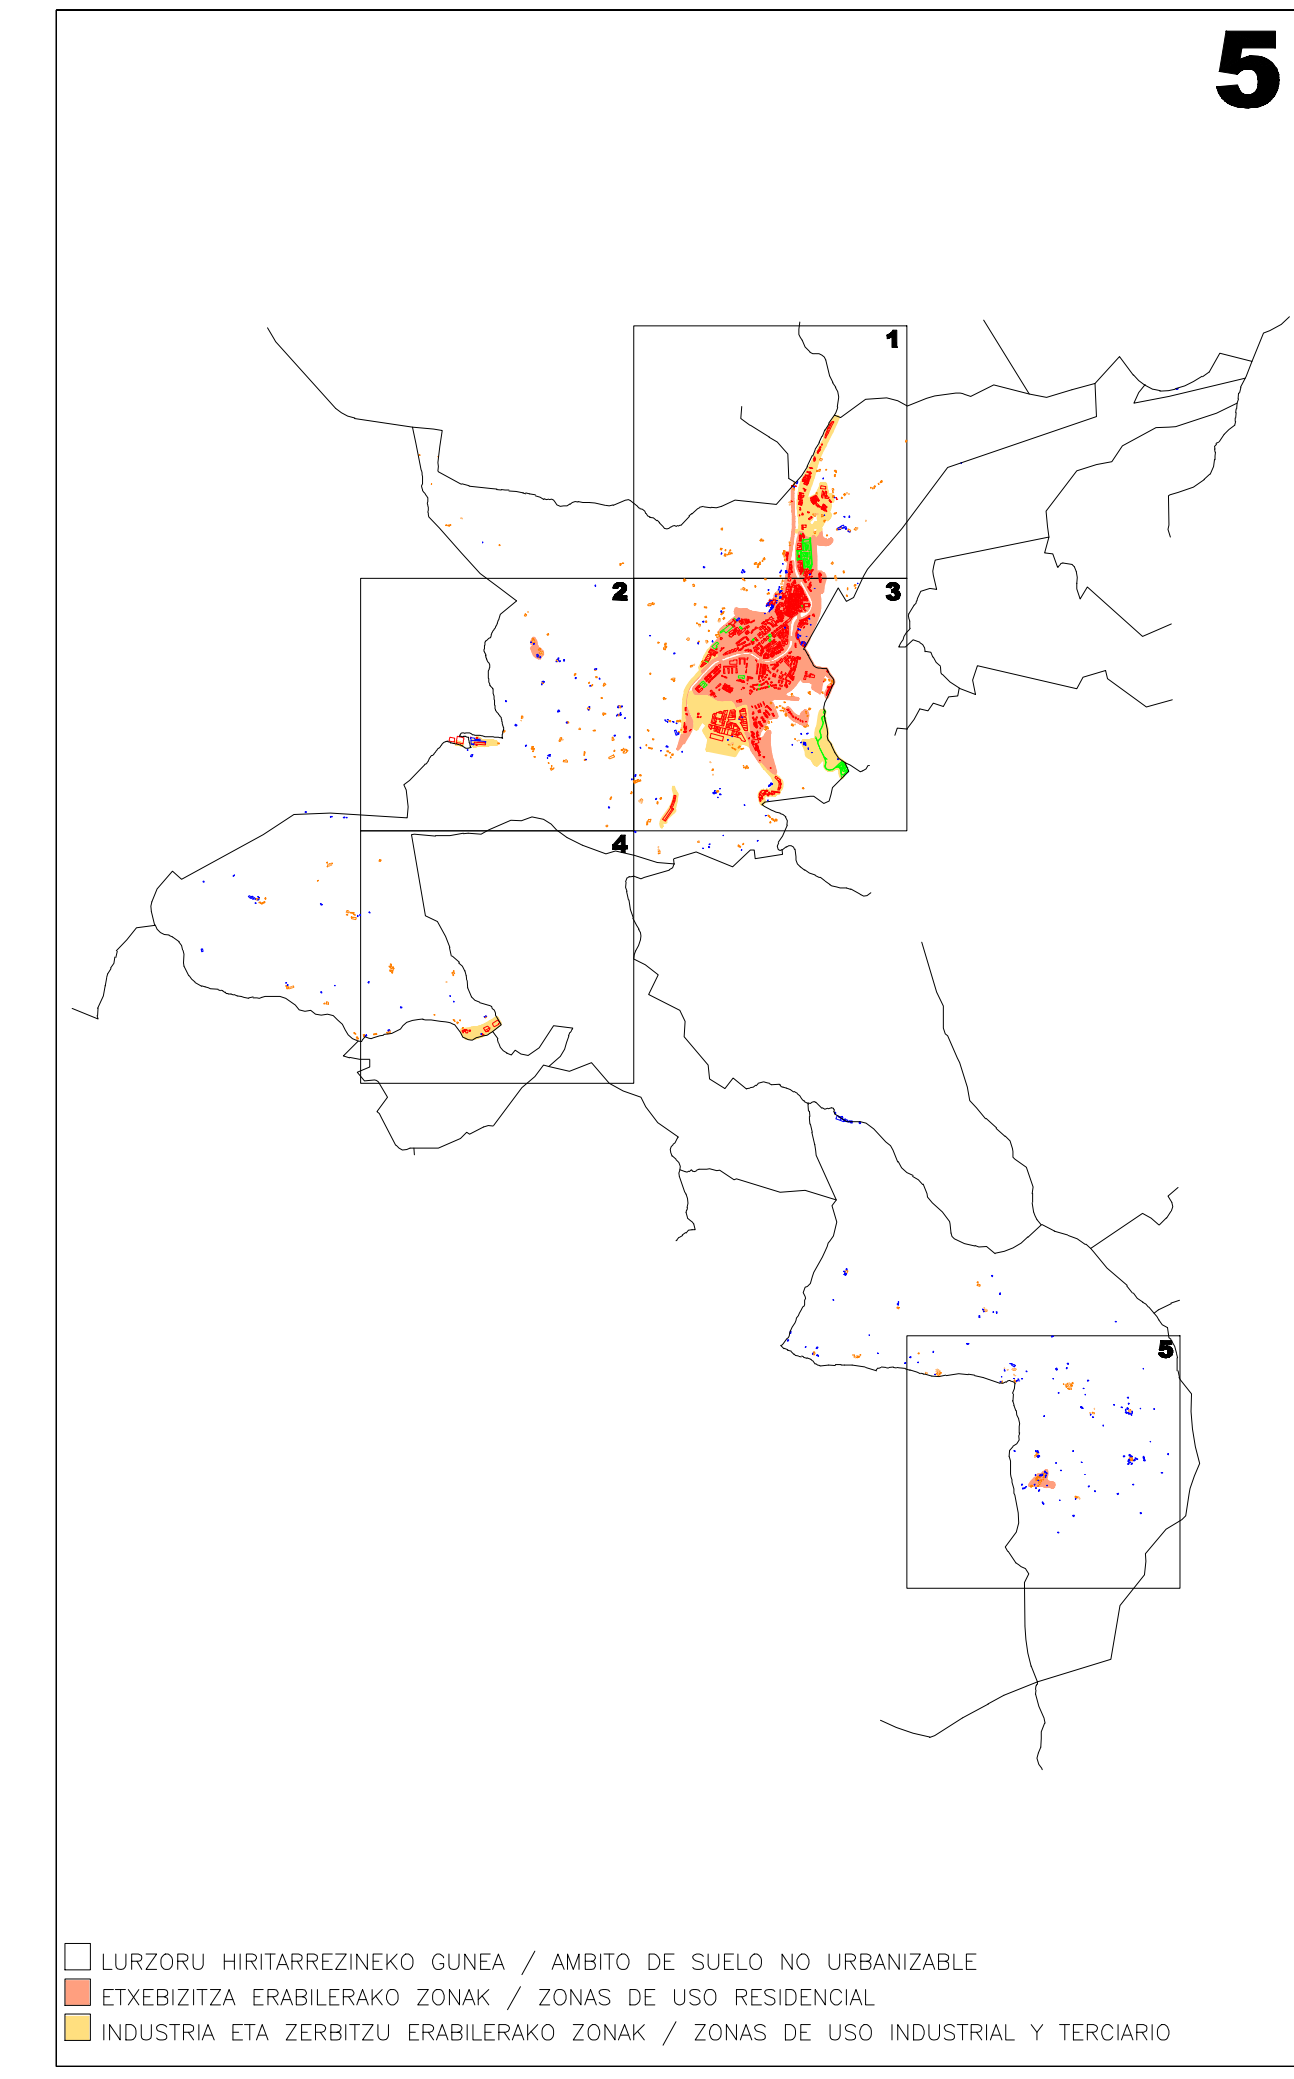 5
1
2
3
4
5
LURZORU HIRITARREZINEKO GUNEA / AMBITO DE SUELO NO URBANIZABLE
ETXEBIZITZA ERABILERAKO ZONAK / ZONAS DE USO RESIDENCIAL
INDUSTRIA ETA ZERBITZU ERABILERAKO ZONAK / ZONAS DE USO INDUSTRIAL Y TERCIARIO